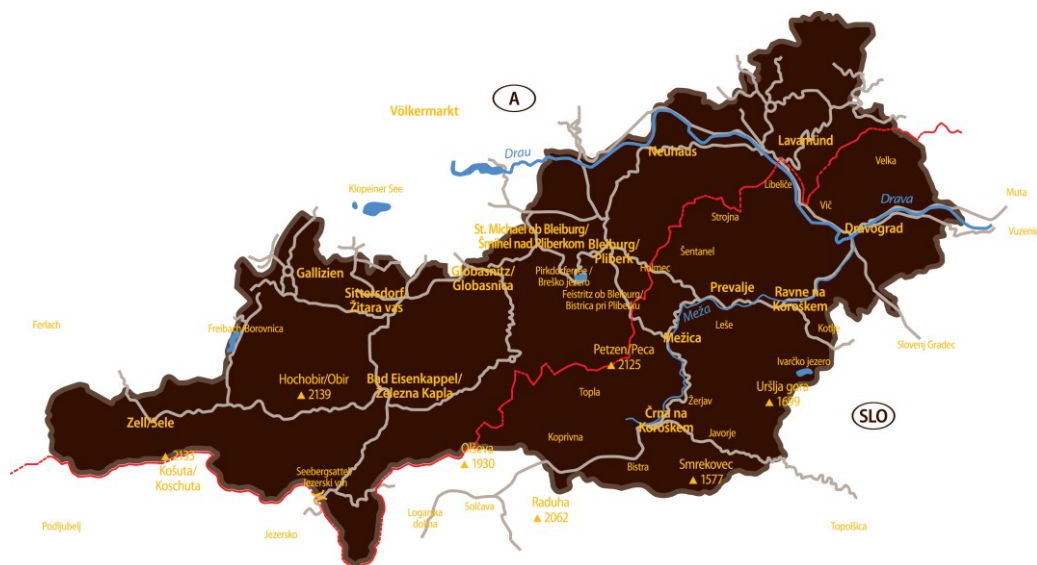 A
Völkermarkt
Lavamünd
Drau
Neuhaus
Velka
Klopeiner See
Libeliče
Muta
Vič
Drava
Strojna
St. Michael ob Bleiburg/
Šmihel nad Pliberkom
Bleiburg/
Pliberk
Dravograd
Vuzenic
Šentanel
Holmec
Gallizien
Globasnitz/
Globasnica
Pirkdorfersee /
Breško jezero
Sittersdorf/
Žitara vas
Feistritz ob Bleiburg/
Bistrica pri Pliberku
Prevalje
Ravne na
Koroškem
Meža
Leše
Kotlje
Ferlach
Freibach/Borovnica
Mežica
Slovenj Gradec
Petzen/Peca
2125
Ivarčko jezero
Hochobir/Obir
2139
Bad Eisenkappel/
Železna Kapla
Topla
Uršlja gora
1699
Žerjav
Črna na
Koroškem
SLO
Zell/Sele
Javorje
Koprivna
Olševa
1930
2133
Košuta/
Koschuta
Bistra
Smrekovec
1577
Seebergsattel/
Jezerski vrh
Raduha
2062
Solčava
Logarska
dolina
Podljubelj
Jezersko
Topolšica